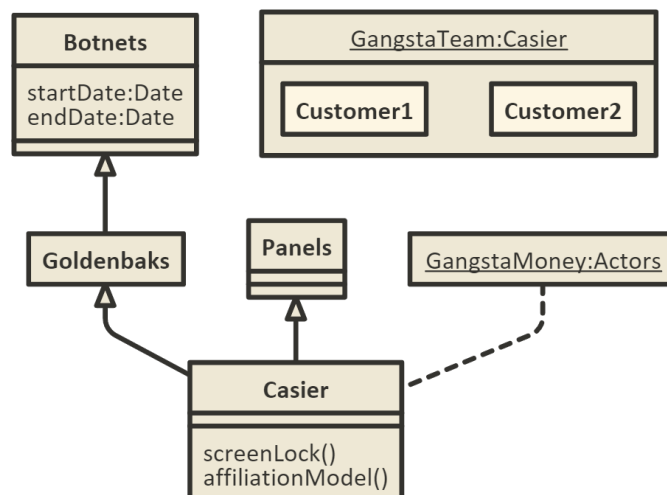 Botnets
startDate:Date
endDate:Date
GangstaTeam:Casier
Customer1
Customer2
Goldenbaks
Panels
GangstaMoney:Actors
Casier
screenLock()
affiliationModel()